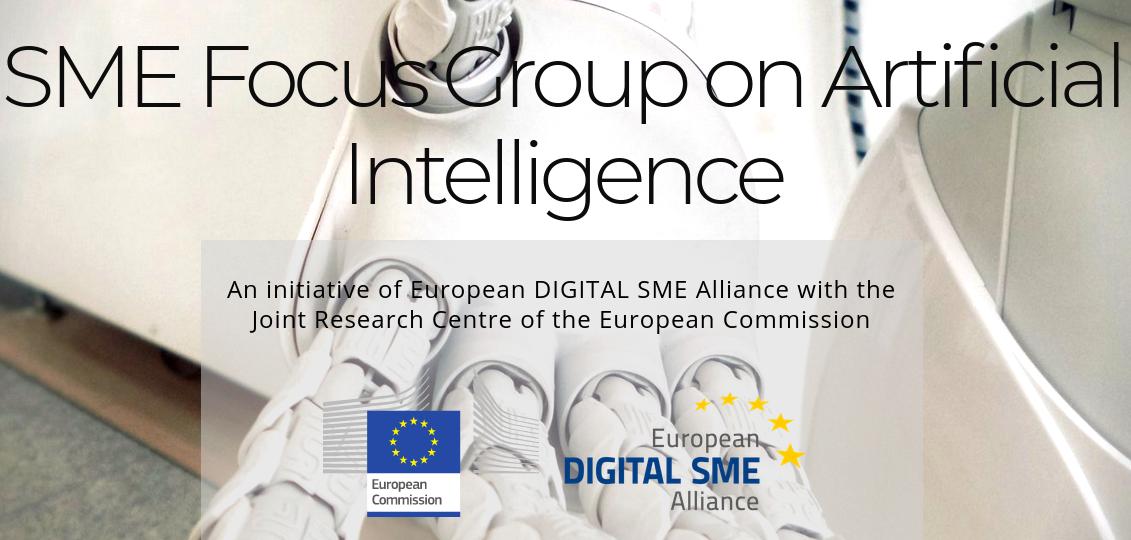 SME Focus Group on Artificial
Intelligence
An initiative of European DIGITAL SME Alliance with the
Joint Research Centre of the European Commission
European
Commission
European
DIGITAL SME
Alliance